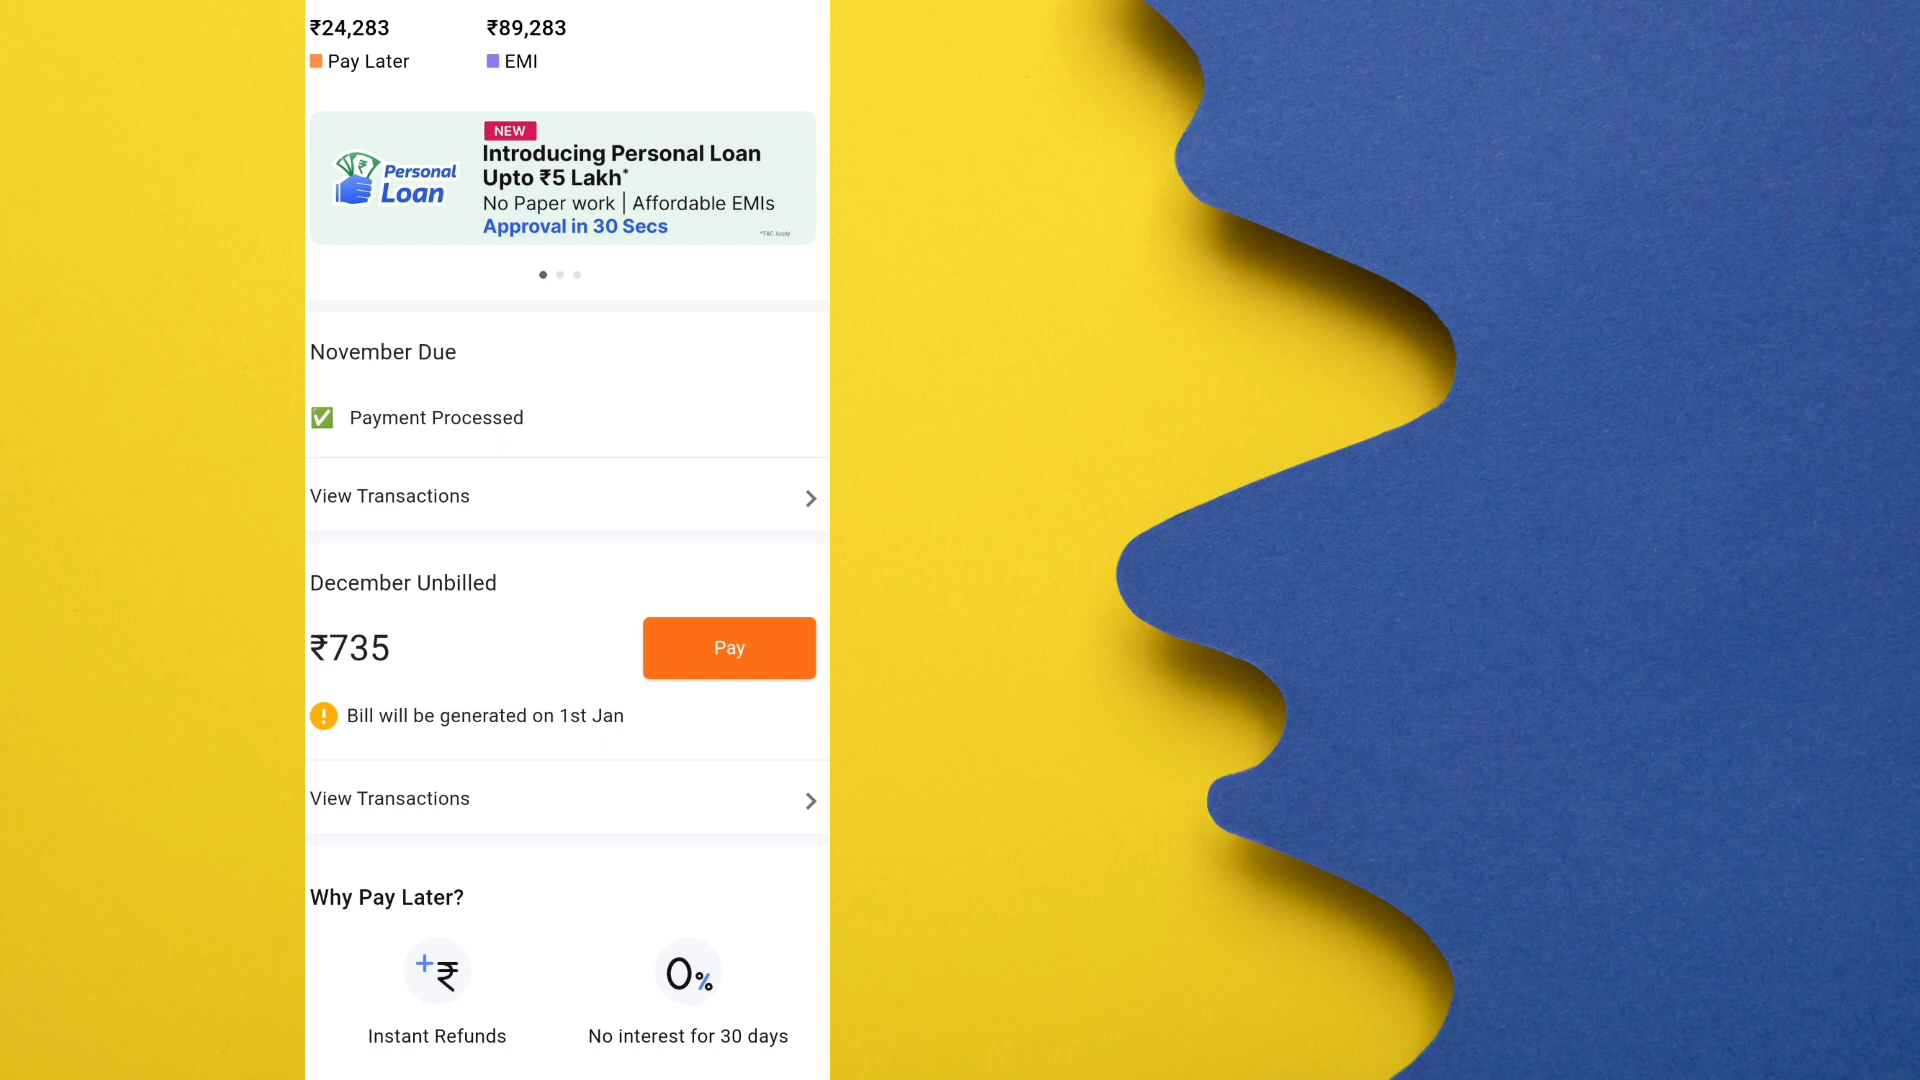 ₹24,283 ₹89,283
Pay Later EMI
NEW
Personal Loan
Introducing Personal Loan
Upto ₹5 Lakh*
No Paper work | Affordable EMIs
Approval in 30 Secs
*T&C Apply
November Due
Payment Processed
View Transactions
December Unbilled
₹735 Pay
Bill will be generated on 1st Jan
View Transactions
Why Pay Later?
+₹ 0%
Instant Refunds No interest for 30 days